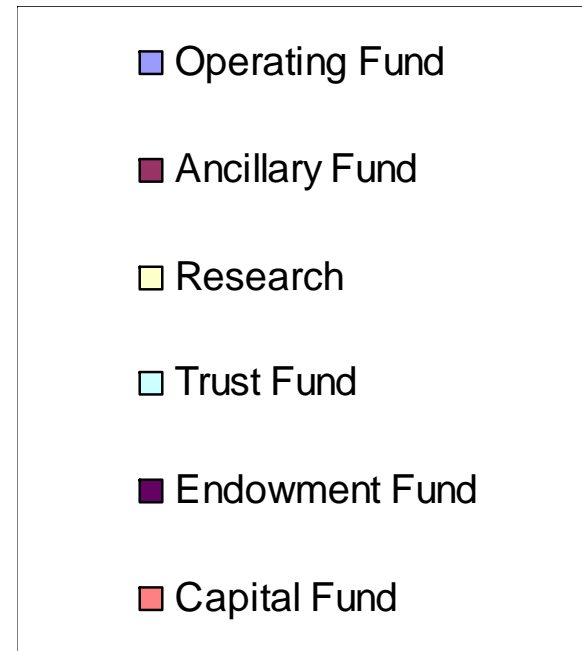 Operating Fund
Ancillary Fund
Research
Trust Fund
Endowment Fund
Capital Fund